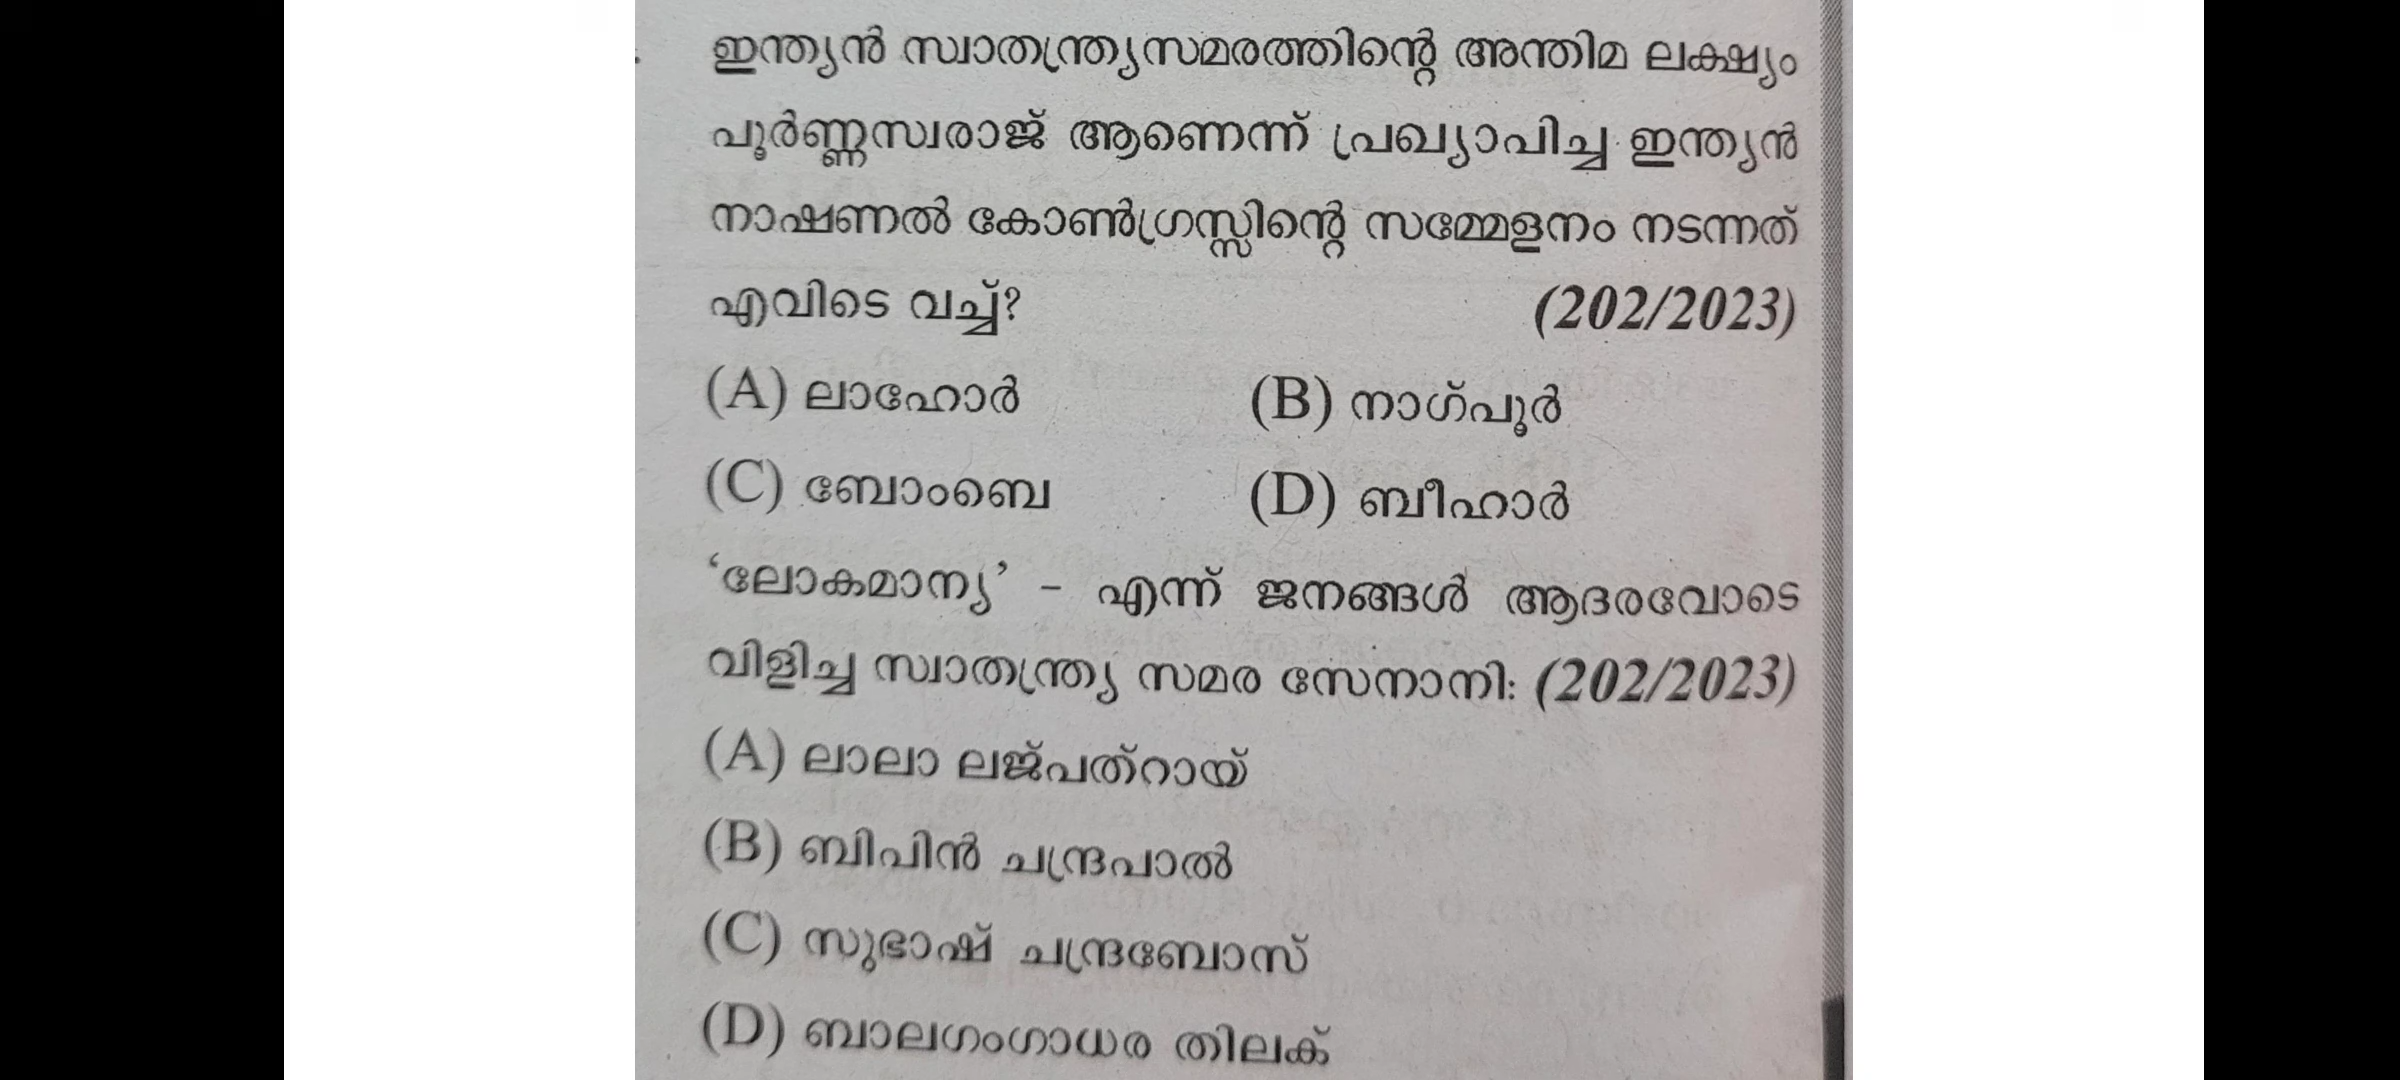 ഇന്ത്യൻ സ്വാതന്ത്ര്യസമരത്തിന്റെ അന്തിമ ലക്ഷ്യം
പൂർണ്ണസ്വരാജ് ആണെന്ന് പ്രഖ്യാപിച്ച ഇന്ത്യൻ
നാഷണൽ കോൺഗ്രസ്സിന്റെ സമ്മേളനം നടന്നത്
എവിടെ വച്ച്? (202/2023)
(A) ലാഹോർ (B) നാഗ്പൂർ
(C) ബോംബെ (D) ബീഹാർ
‘ലോകമാന്യ’ – എന്ന് ജനങ്ങൾ ആദരവോടെ
വിളിച്ച സ്വാതന്ത്ര്യ സമര സേനാനി: (202/2023)
(A) ലാലാ ലജ്പത്റായ്
(B) ബിപിൻ ചന്ദ്രപാൽ
(C) സുഭാഷ് ചന്ദ്രബോസ്
(D) ബാലഗംഗാധര തിലക്